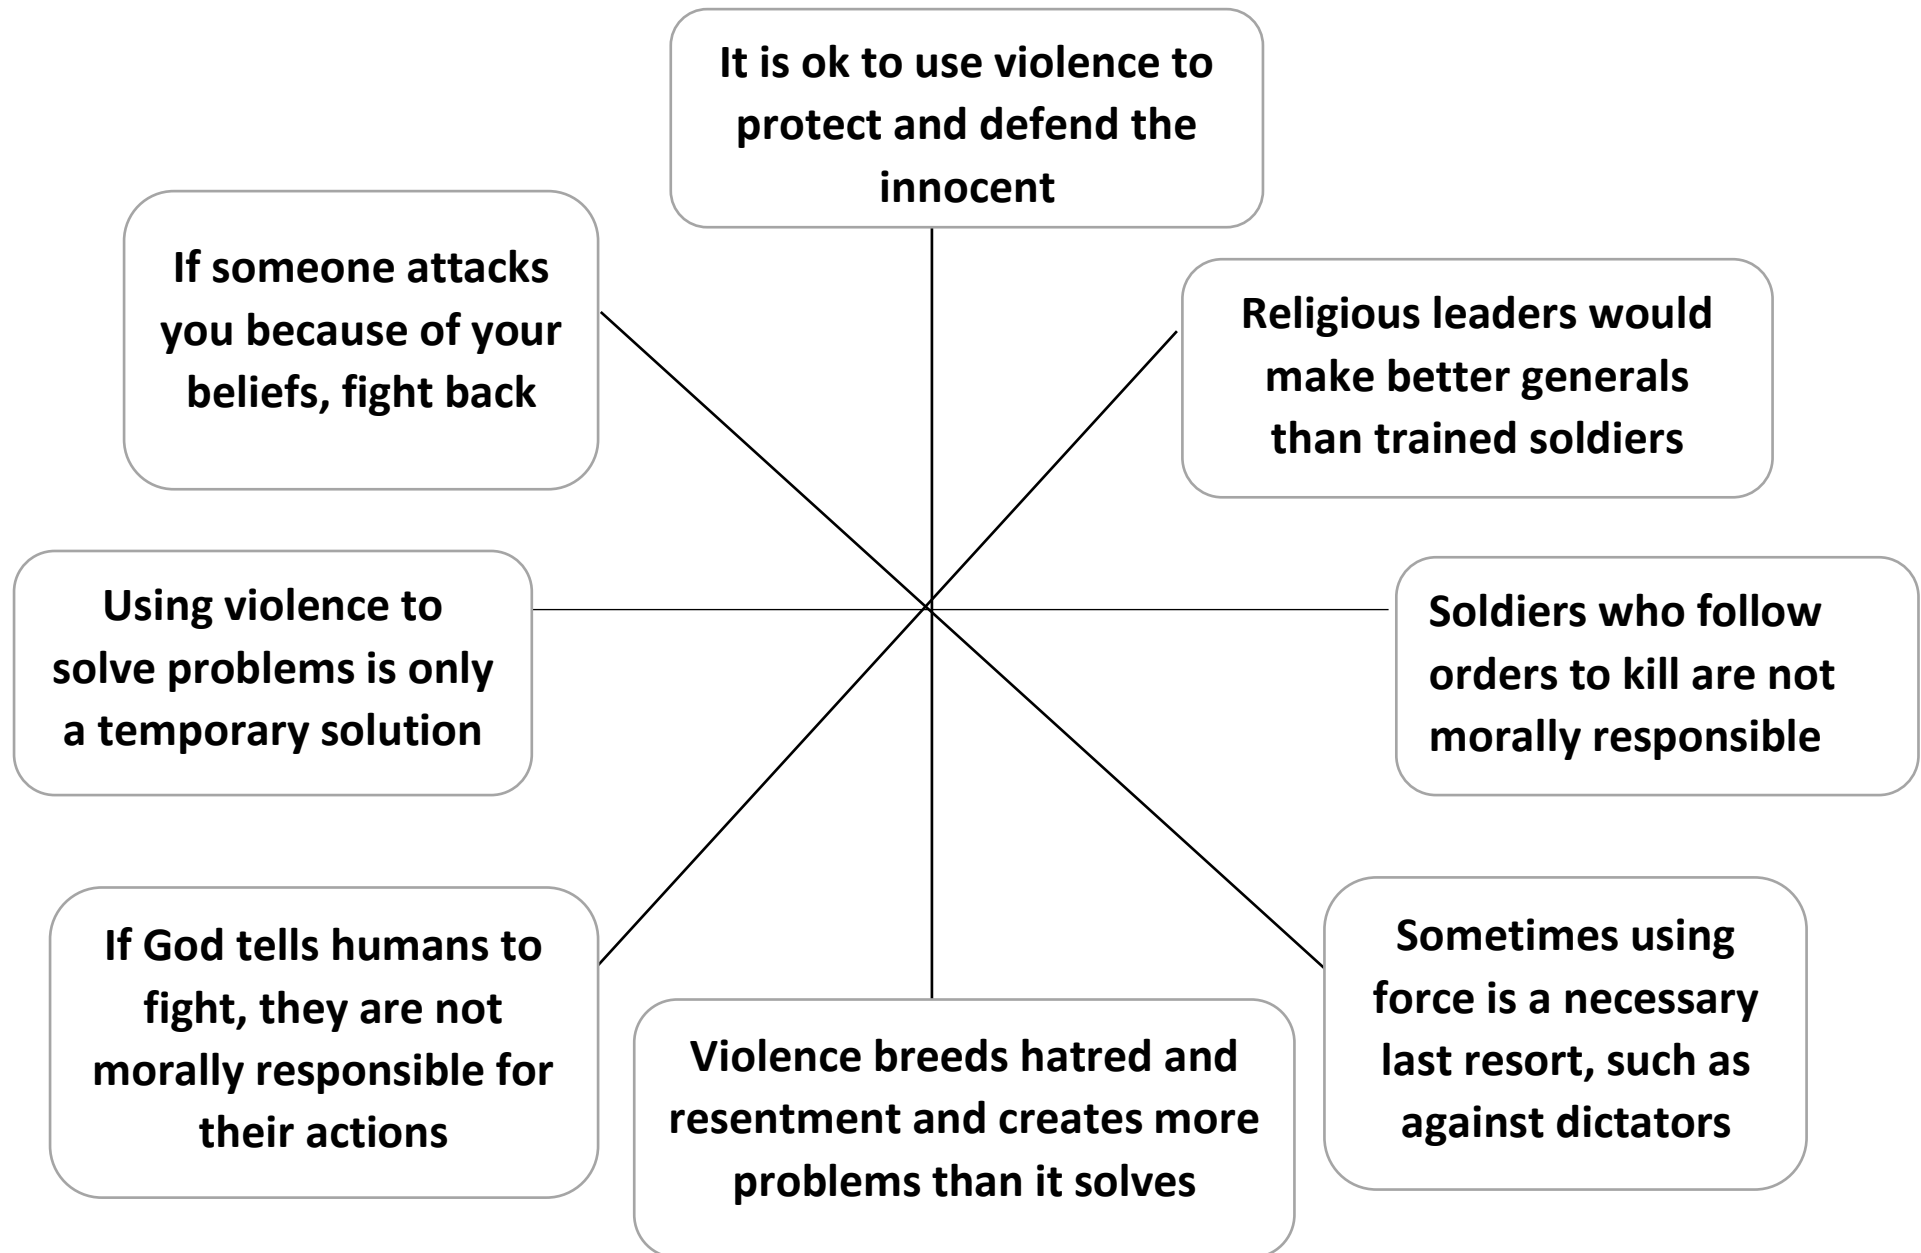 It is ok to use violence to
protect and defend the
innocent
If someone attacks
you because of your
beliefs, fight back
Religious leaders would
make better generals
than trained soldiers
Using violence to
solve problems is only
a temporary solution
Soldiers who follow
orders to kill are not
morally responsible
If God tells humans to
fight, they are not
morally responsible for
their actions
Violence breeds hatred and
resentment and creates more
problems than it solves
Sometimes using
force is a necessary
last resort, such as
against dictators